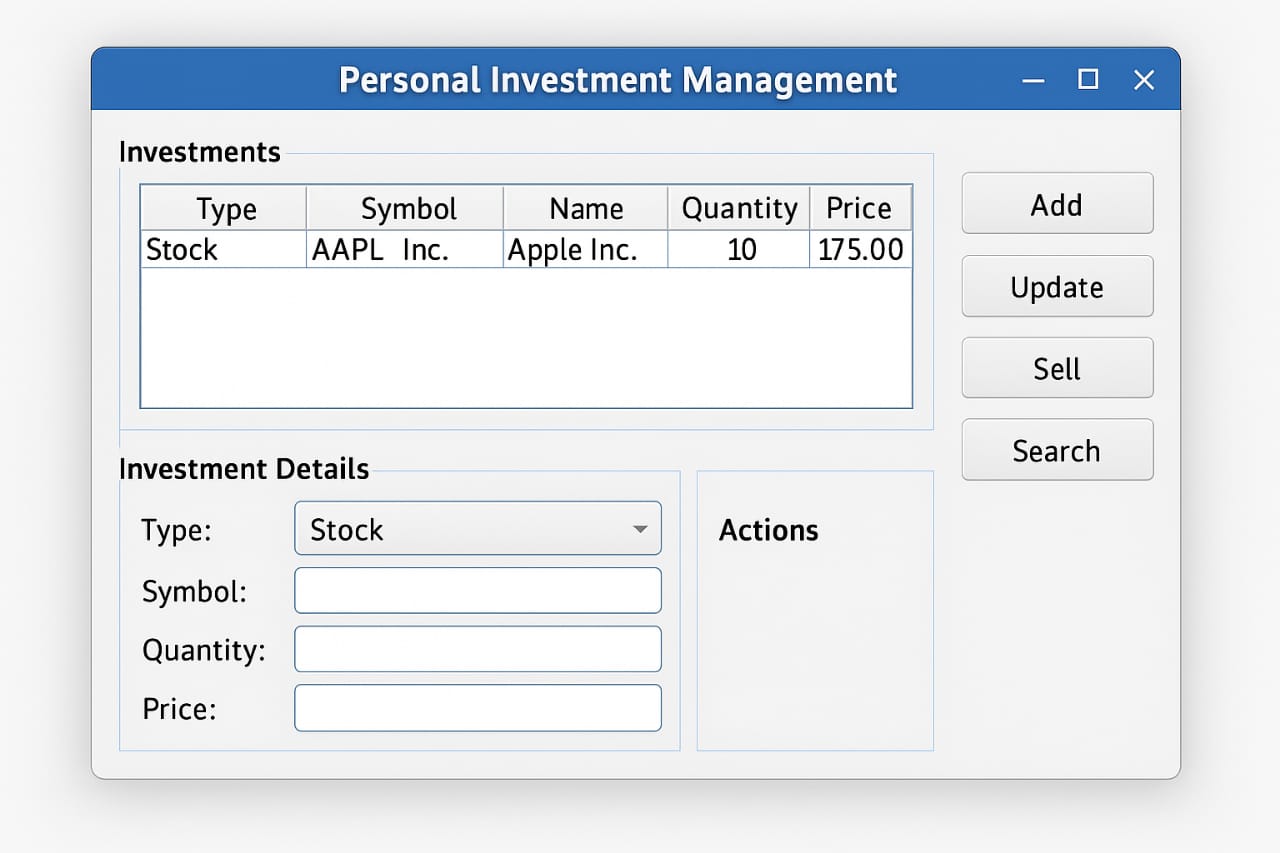 Personal Investment Management
Investments
Type Symbol Name Quantity Price
Stock AAPL Inc. Apple Inc. 10 175.00
Add
Update
Sell
Search
Investment Details
Type: Stock
Symbol:
Quantity:
Price:
Actions